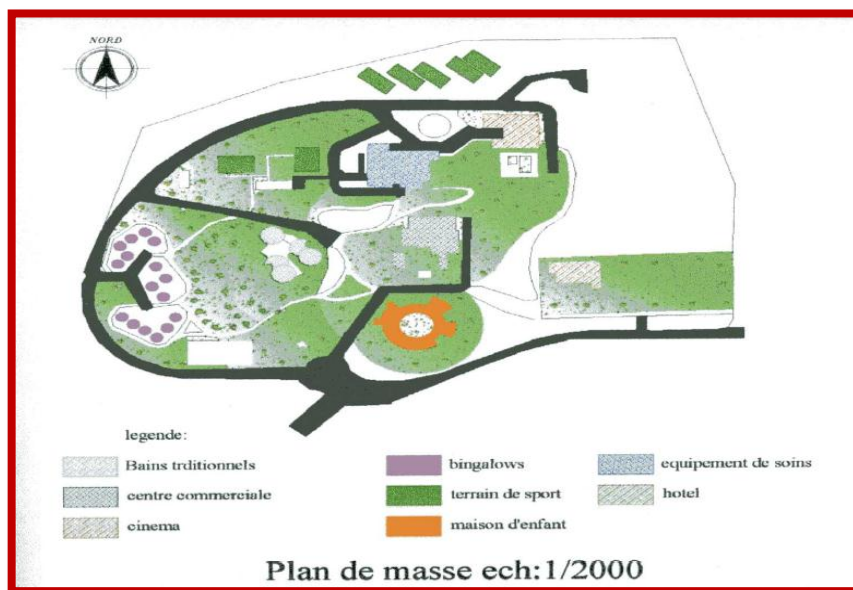 NORD
legende:
Bains trditionnels
bingalows
equipement de soins
centre commerciale
terrain de sport
hotel
cinema
maison d'enfant
Plan de masse ech:1/2000